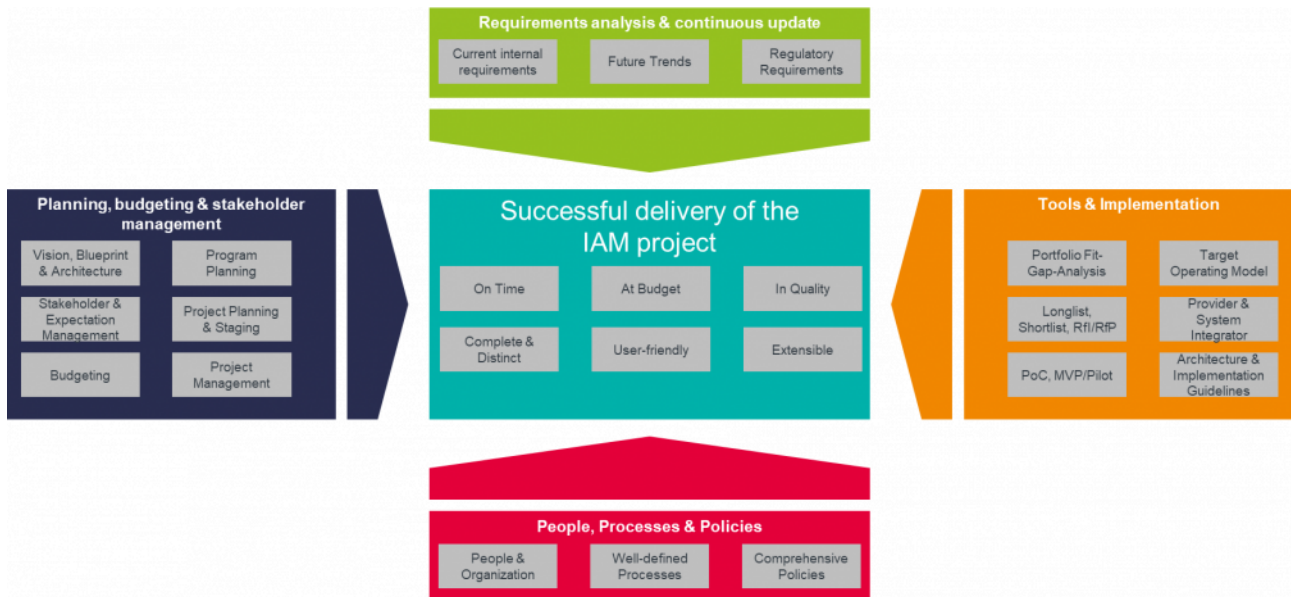 Requirements analysis & continuous update
Current internal
requirements
Future Trends
Regulatory
Requirements
Planning, budgeting & stakeholder
management
Vision, Blueprint
& Architecture
Program
Planning
Stakeholder &
Expectation
Management
Project Planning
& Staging
Budgeting
Project
Management
Successful delivery of the
IAM project
On Time
At Budget
In Quality
Complete &
Distinct
User-friendly
Extensible
Tools & Implementation
Portfolio Fit-
Gap-Analysis
Target
Operating Model
Longlist,
Shortlist, RfI/RfP
Provider &
System
Integrator
PoC, MVP/Pilot
Architecture &
Implementation
Guidelines
People, Processes & Policies
People &
Organization
Well-defined
Processes
Comprehensive
Policies